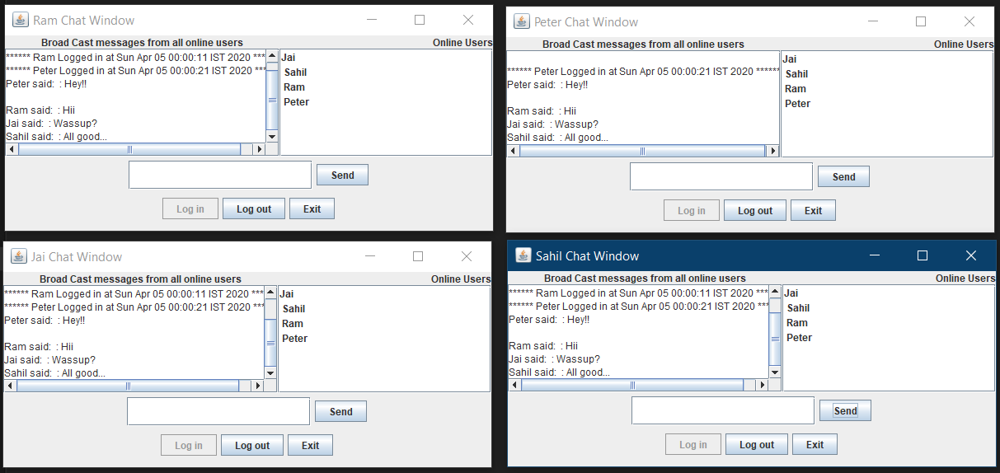 Ram Chat Window
Broad Cast messages from all online users Online Users
****** Ram Logged in at Sun Apr 05 00:00:11 IST 2020 ***
****** Peter Logged in at Sun Apr 05 00:00:21 IST 2020 ***
Peter said:  : Hey!!
Ram said:  : Hii
Jai said:  : Wassup?
Sahil said:  : All good...
Jai
Sahil
Ram
Peter
Send
Log in Log out Exit
Peter Chat Window
Broad Cast messages from all online users Online Users
****** Peter Logged in at Sun Apr 05 00:00:21 IST 2020 ******
Peter said:  : Hey!!
Ram said:  : Hii
Jai said:  : Wassup?
Sahil said:  : All good...
Jai
Sahil
Ram
Peter
Send
Log in Log out Exit
Jai Chat Window
Broad Cast messages from all online users Online Users
****** Ram Logged in at Sun Apr 05 00:00:11 IST 2020 ***
****** Peter Logged in at Sun Apr 05 00:00:21 IST 2020 ***
Peter said:  : Hey!!
Ram said:  : Hii
Jai said:  : Wassup?
Sahil said:  : All good...
Jai
Sahil
Ram
Peter
Send
Log in Log out Exit
Sahil Chat Window
Broad Cast messages from all online users Online Users
****** Ram Logged in at Sun Apr 05 00:00:11 IST 2020 ***
****** Peter Logged in at Sun Apr 05 00:00:21 IST 2020 ***
Peter said:  : Hey!!
Ram said:  : Hii
Jai said:  : Wassup?
Sahil said:  : All good...
Jai
Sahil
Ram
Peter
Send
Log in Log out Exit